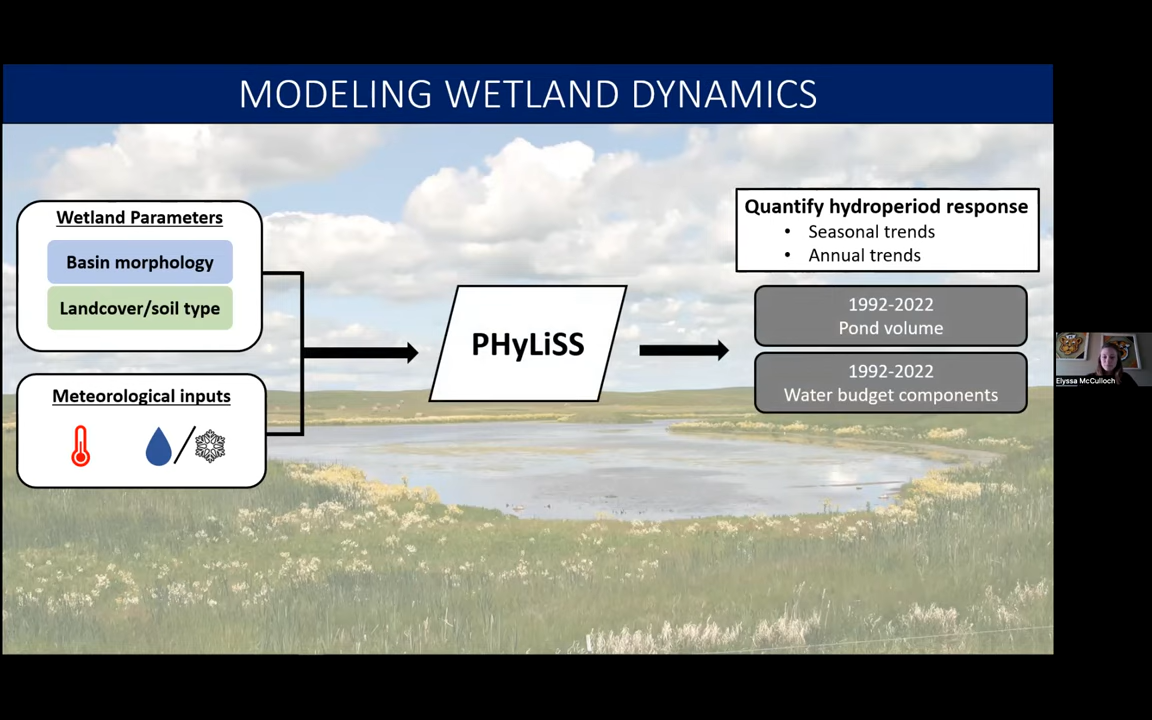 MODELING WETLAND DYNAMICS
Wetland Parameters
Basin morphology
Landcover/soil type
Meteorological inputs
PHyLiSS
Quantify hydroperiod response
• Seasonal trends
• Annual trends
1992-2022
Pond volume
1992-2022
Water budget components
Elyssa McCulloch